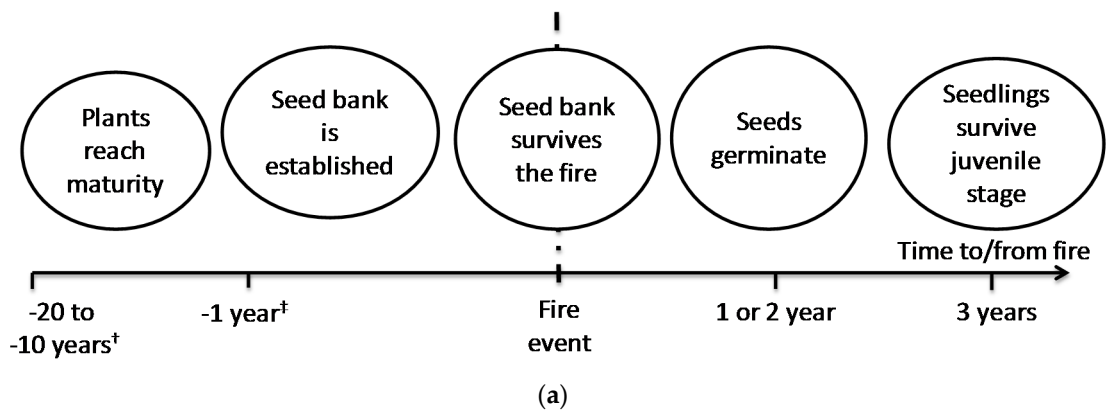 Plants
reach
maturity
Seed bank
is
established
Seed bank
survives
the fire
Seeds
germinate
Seedlings
survive
juvenile
stage
Time to/from fire
-20 to
-10 years†
-1 year‡
Fire
event
1 or 2 year
3 years
(a)